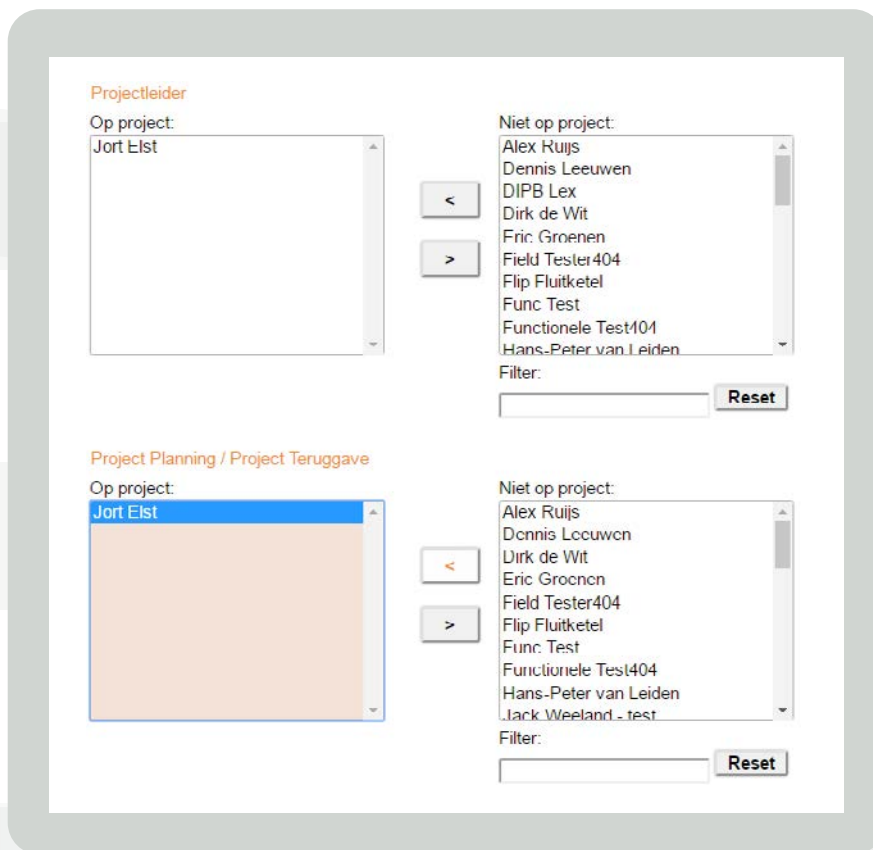 Projectleider
Op project:
Jort Elst
<
>
Niet op project:
Alex Ruijs
Dennis Leeuwen
DIPB Lex
Dirk de Wit
Eric Groenen
Field Tester404
Flip Fluitketel
Func Test
Functionele Test404
Hans-Peter van Leiden
Filter:
Reset
Project Planning / Project Teruggave
Op project:
Jort Elst
<
>
Niet op project:
Alex Ruijs
Dennis Leeuwen
Dirk de Wit
Eric Groenen
Field Tester404
Flip Fluitketel
Func Test
Functionele Test404
Hans-Peter van Leiden
Jack Weeland - test
Filter:
Reset